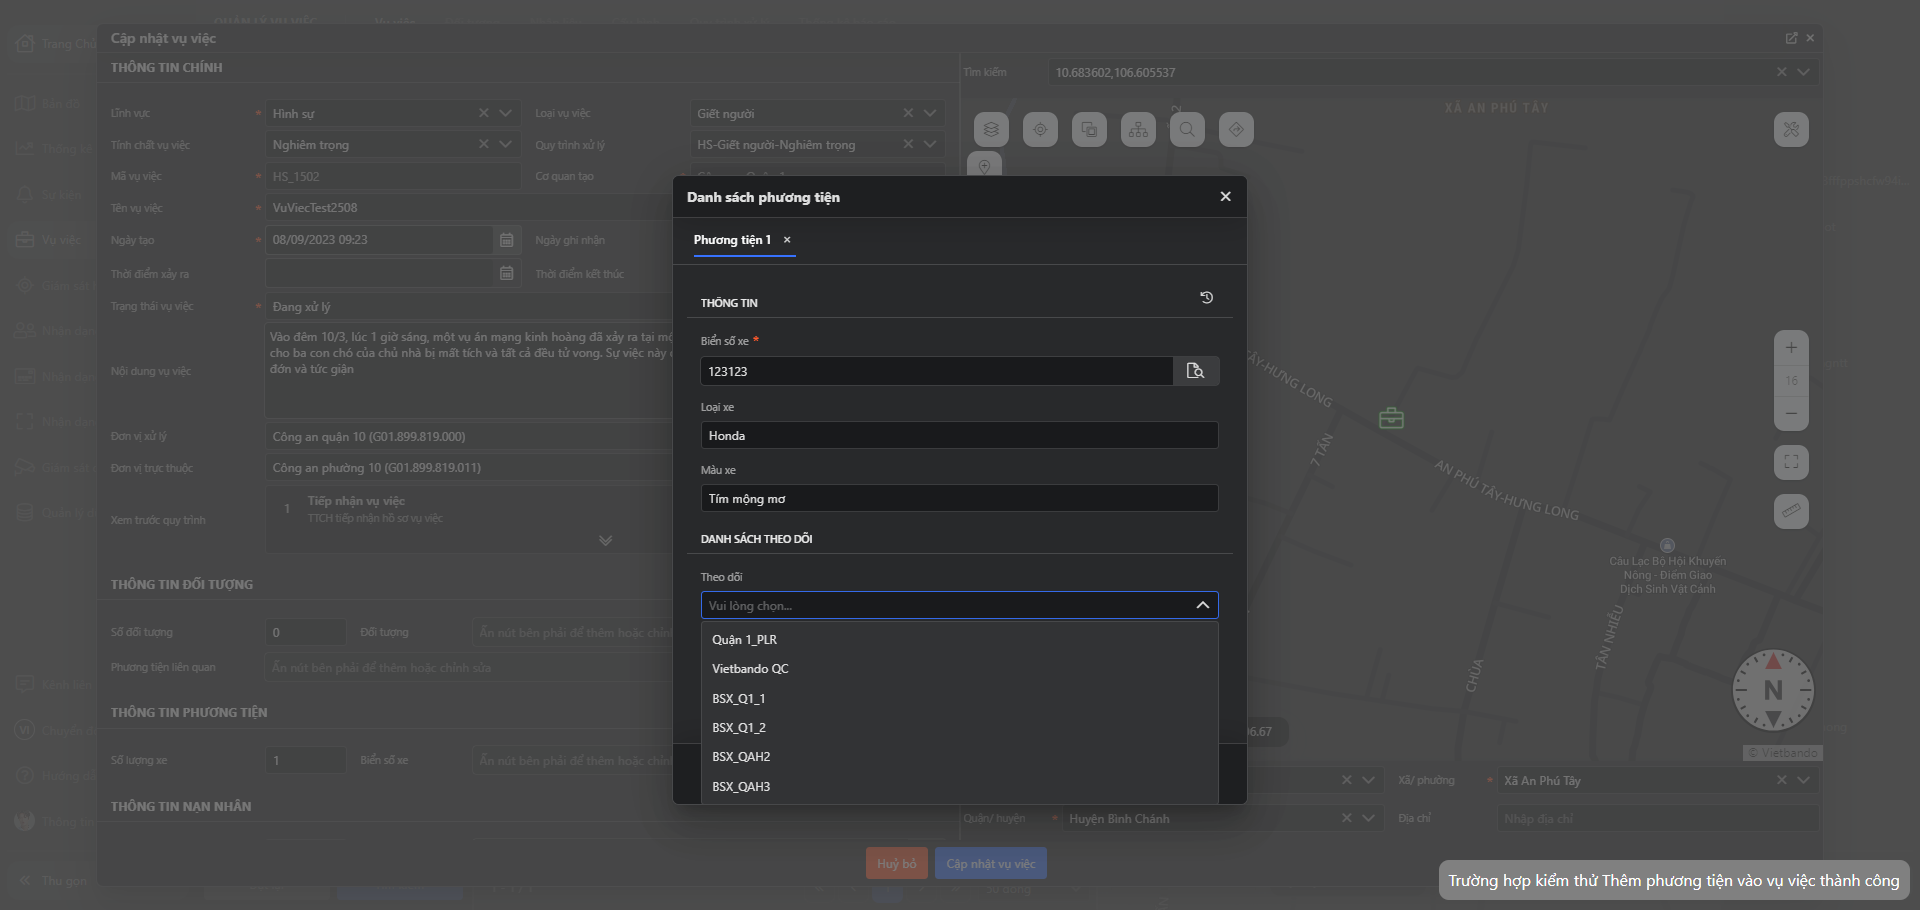 QUẢN LÝ VỤ VIỆC
Trang Chủ
Bản đồ
Thống kê
Sự kiện
Vụ việc
Cập nhật vụ việc
THÔNG TIN CHÍNH
Lĩnh vực * Hình sự
Loại vụ việc Giết người
Tính chất vụ việc Nghiêm trọng
Quy trình xử lý HS-Giết người-Nghiêm trọng
Mã vụ việc * HS_1502
Cơ quan tạo
Tên vụ việc * VuViecTest2508
Ngày tạo * 08/09/2023 09:23
Ngày ghi nhận
Thời điểm xảy ra
Thời điểm kết thúc
Trạng thái vụ việc * Đang xử lý
Nội dung vụ việc
Vào đêm 10/3, lúc 1 giờ sáng, một vụ án mạng kinh hoàng đã xảy ra tại
cho ba con chó của chủ nhà bị mất tích và tất cả đều tử vong. Sự việc này
đớn và tức giận
Đơn vị xử lý Công an quận 10 (G01.899.819.000)
Đơn vị trực thuộc Công an phường 10 (G01.899.819.011)
Xem trước quy trình
1 Tiếp nhận vụ việc
TTCH tiếp nhận hồ sơ vụ việc
THÔNG TIN ĐỐI TƯỢNG
Số đối tượng 0
Đối tượng Ấn nút bên phải để thêm hoặc chỉnh
Phương tiện liên quan Ấn nút bên phải để thêm hoặc chỉnh sửa
THÔNG TIN PHƯƠNG TIỆN
Số lượng xe 1
Biển số xe Ấn nút bên phải để thêm hoặc chỉnh
THÔNG TIN NẠN NHÂN
Thu gọn
Huỷ bỏ
Cập nhật vụ việc
Danh sách phương tiện
Phương tiện 1
THÔNG TIN
Biển số xe *
123123
Loại xe
Honda
Màu xe
Tím mộng mơ
DANH SÁCH THEO DÕI
Theo dõi
Vui lòng chọn...
Quận 1_PLR
Vietbando QC
BSX_Q1_1
BSX_Q1_2
BSX_QAH2
BSX_QAH3
Tìm kiếm 10.683602,106.605537
XÃ AN PHÚ TÂY
TÂY-HƯNG LONG
7 TẤN
AN PHÚ TÂY-HƯNG LONG
+
16
−
Câu Lạc Bộ Hội Khuyến
Nông - Điểm Giao
Dịch Sinh Vật Cảnh
TÂN NHIỄU
CHÙA
N
© Vietbando
Xã/ phường * Xã An Phú Tây
Quận/ huyện * Huyện Bình Chánh
Địa chỉ Nhập địa chỉ
Trường hợp kiểm thử Thêm phương tiện vào vụ việc thành công